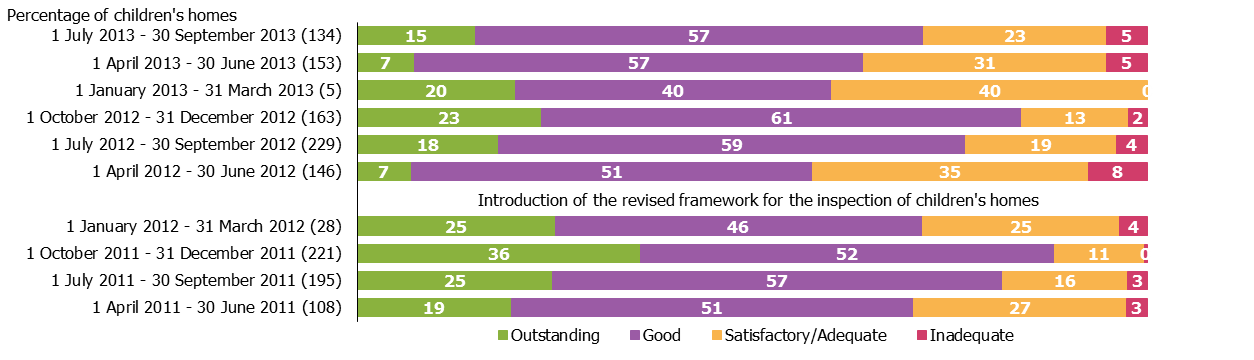 Percentage of children's homes
1 July 2013 - 30 September 2013 (134) 15 57 23 5
1 April 2013 - 30 June 2013 (153) 7 57 31 5
1 January 2013 - 31 March 2013 (5) 20 40 40 0
1 October 2012 - 31 December 2012 (163) 23 61 13 2
1 July 2012 - 30 September 2012 (229) 18 59 19 4
1 April 2012 - 30 June 2012 (146) 7 51 35 8
Introduction of the revised framework for the inspection of children's homes
1 January 2012 - 31 March 2012 (28) 25 46 25 4
1 October 2011 - 31 December 2011 (221) 36 52 11 0
1 July 2011 - 30 September 2011 (195) 25 57 16 3
1 April 2011 - 30 June 2011 (108) 19 51 27 3
Outstanding Good Satisfactory/Adequate Inadequate